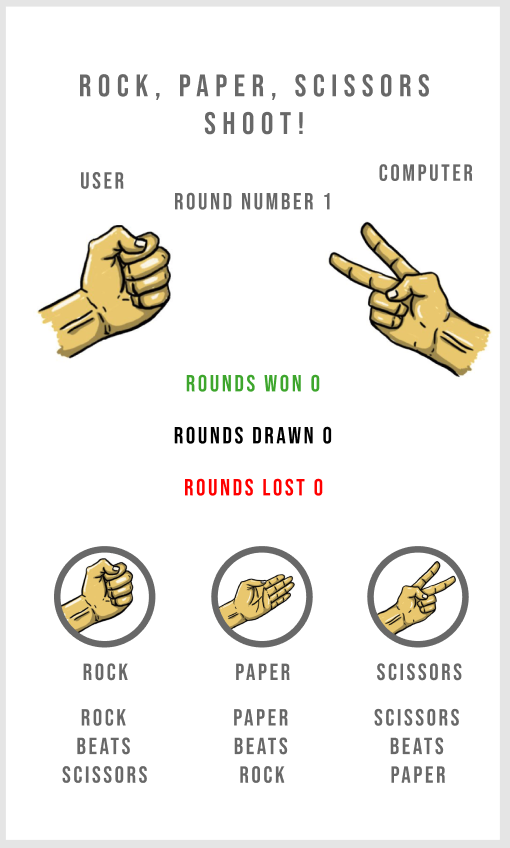 ROCK, PAPER, SCISSORS
SHOOT!
USER
COMPUTER
ROUND NUMBER 1
ROUNDS WON 0
ROUNDS DRAWN 0
ROUNDS LOST 0
ROCK
PAPER
SCISSORS
ROCK
BEATS
SCISSORS
PAPER
BEATS
ROCK
SCISSORS
BEATS
PAPER